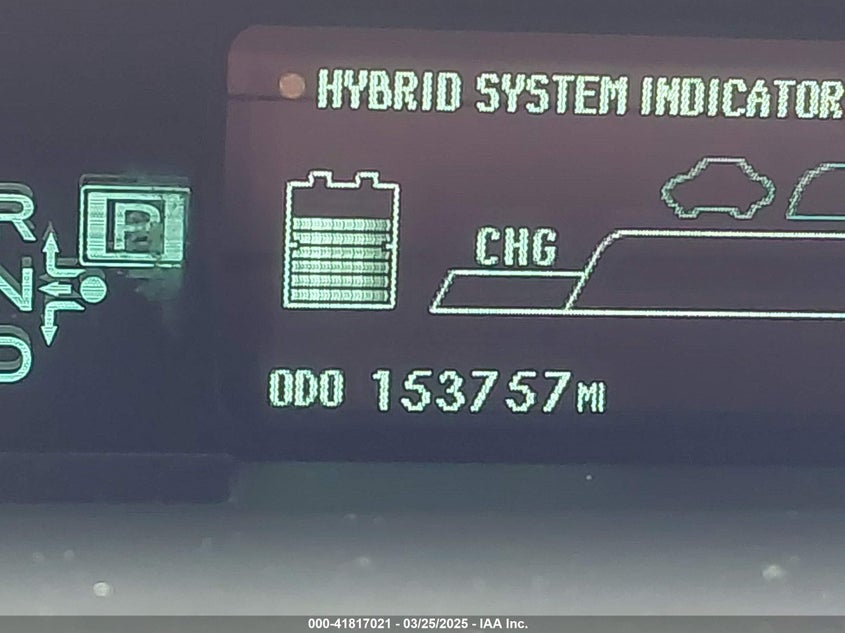 HYBRID SYSTEM INDICATOR
R
P
N
CHG
D
ODO 153757 MI
000-41817021 - 03/25/2025 - IAA Inc.